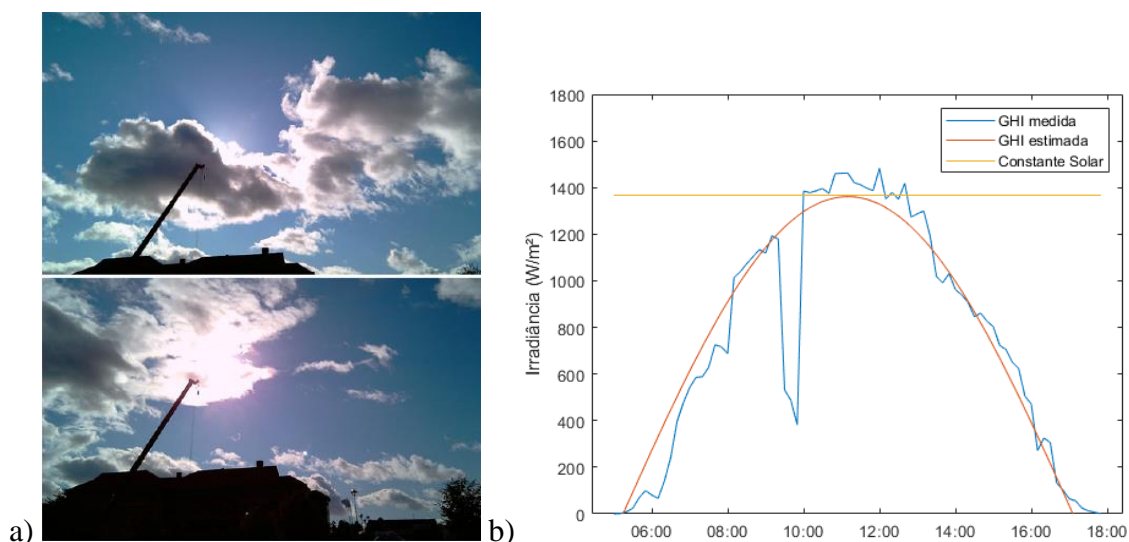 a)
b)
Irradiância (W/m²)
1800
1600
1400
1200
1000
800
600
400
200
0
06:00 08:00 10:00 12:00 14:00 16:00 18:00
GHI medida
GHI estimada
Constante Solar